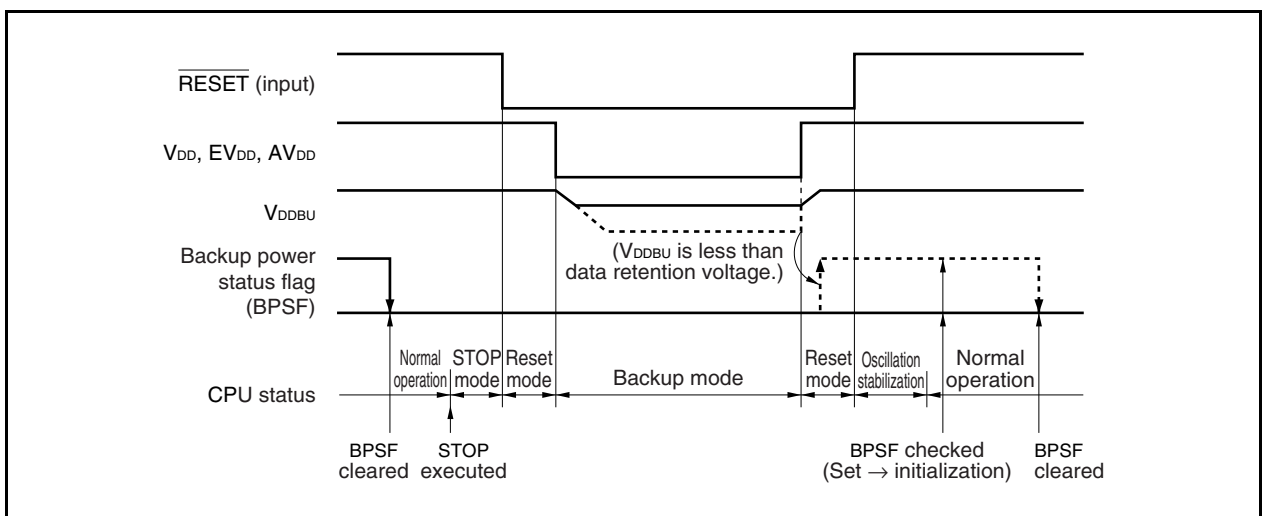 RESET (input)
VDD, EVDD, AVDD
VDDBU
(VDDBU is less than
data retention voltage.)
Backup power
status flag
(BPSF)
Normal
operation
STOP
mode
Reset
mode
Backup mode
Reset
mode
Oscillation
stabilization
Normal
operation
CPU status
BPSF
cleared
STOP
executed
BPSF checked
(Set → initialization)
BPSF
cleared